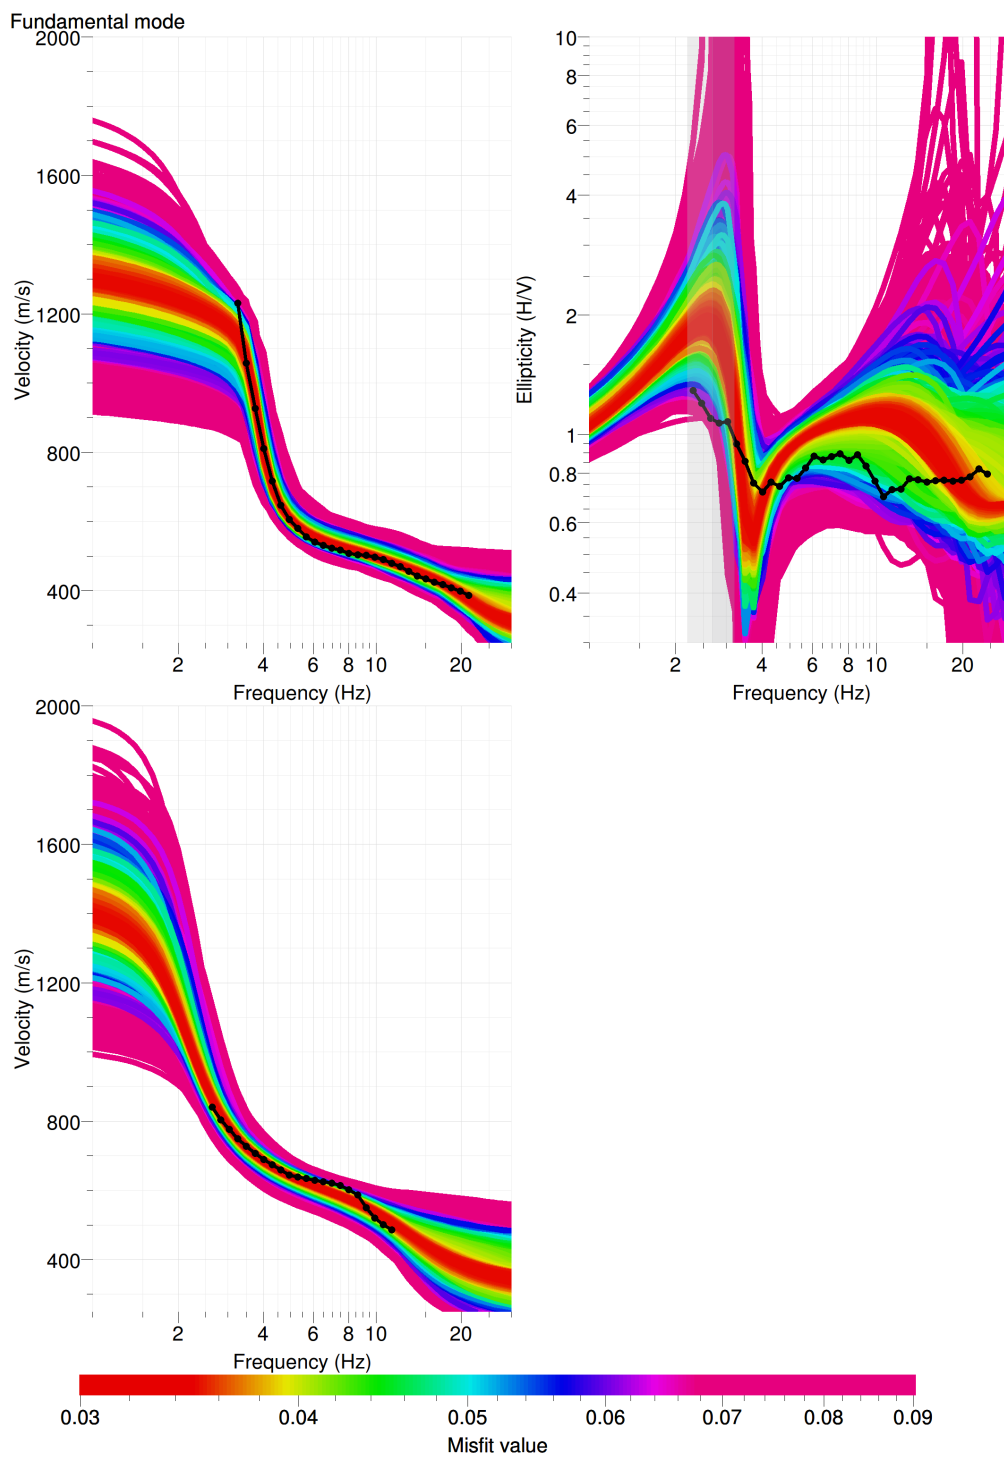 Fundamental mode
2000
1600
1200
800
400
Velocity (m/s)
2 4 6 8 10 20
Frequency (Hz)
10
8
6
4
2
1
0.8
0.6
0.4
Ellipticity (H/V)
2 4 6 8 10 20
Frequency (Hz)
2000
1600
1200
800
400
Velocity (m/s)
2 4 6 8 10 20
Frequency (Hz)
0.03 0.04 0.05 0.06 0.07 0.08 0.09
Misfit value